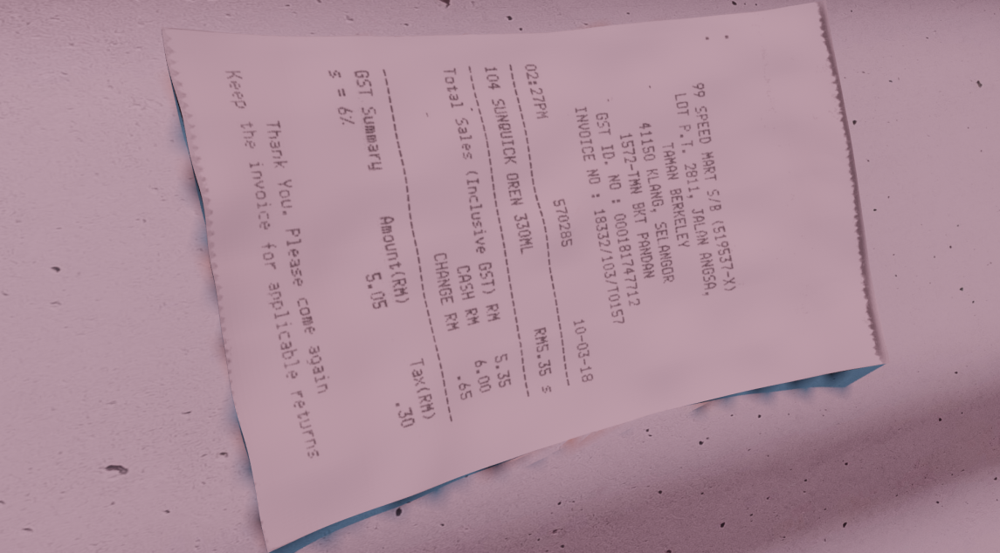 99 SPEED MART S/B (519537-X)
LOT P.T. 2811, JALAN ANGSA,
TAMAN BERKELEY
41150 KLANG, SELANGOR
1572-TMN BKT PANDAN
GST ID. NO : 000181747712
INVOICE NO : 18332/103/T0157
02:27PM 570285 10-03-18
104 SUNQUICK OREN 330ML RM5.35 S
Total Sales (Inclusive GST) RM 5.35
CASH RM 6.00
CHANGE RM .65
GST Summary Amount(RM) Tax(RM)
S = 6% 5.05 .30
Thank You. Please come again
Keep the invoice for applicable returns